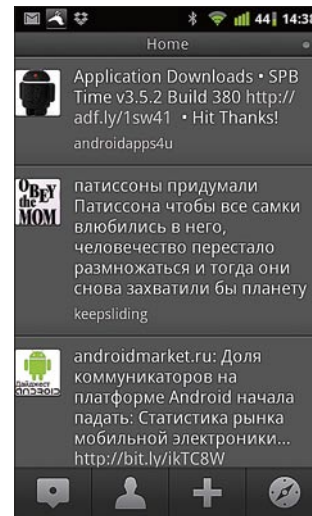 44 14:38
Home
Application Downloads • SPB
Time v3.5.2 Build 380 http://
adf.ly/1sw41 • Hit Thanks!
androidapps4u
OBEY
the
MOM
патиссоны придумали
Патиссона чтобы все самки
влюбились в него,
человечество перестало
размножаться и тогда они
снова захватили бы планету
keepsliding
Дайджест
ANDROID
androidmarket.ru: Доля
коммуникаторов на
платформе Android начала
падать: Статистика рынка
мобильной электроники...
http://bit.ly/ikTC8W